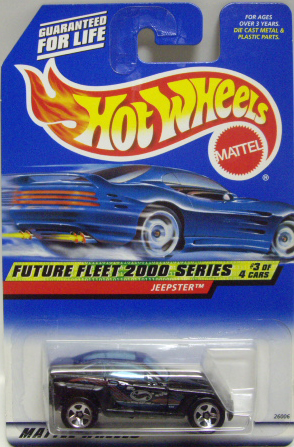 GUARANTEED
FOR LIFE
FOR AGES
OVER 3 YEARS.
DIE CAST METAL &
PLASTIC PARTS.
HOT WHEELS
®
MATTEL
FUTURE FLEET 2000 SERIES
#3 OF
4 CARS
JEEPSTER™
26006